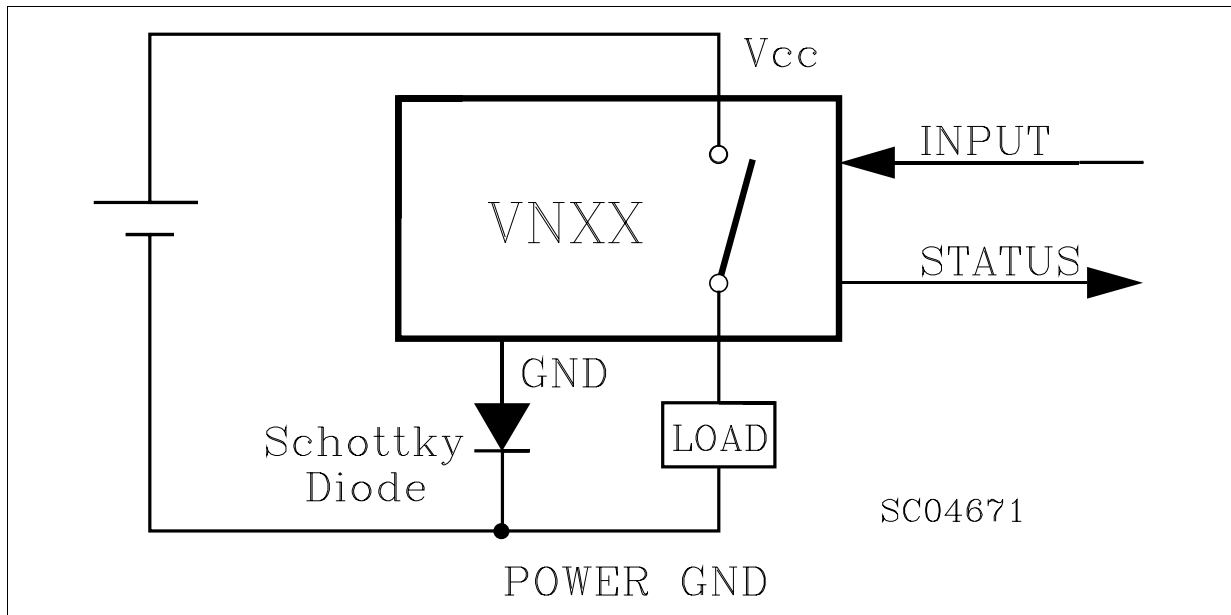 Vcc
INPUT
VNXX
STATUS
GND
Schottky
Diode
LOAD
SC04671
POWER GND